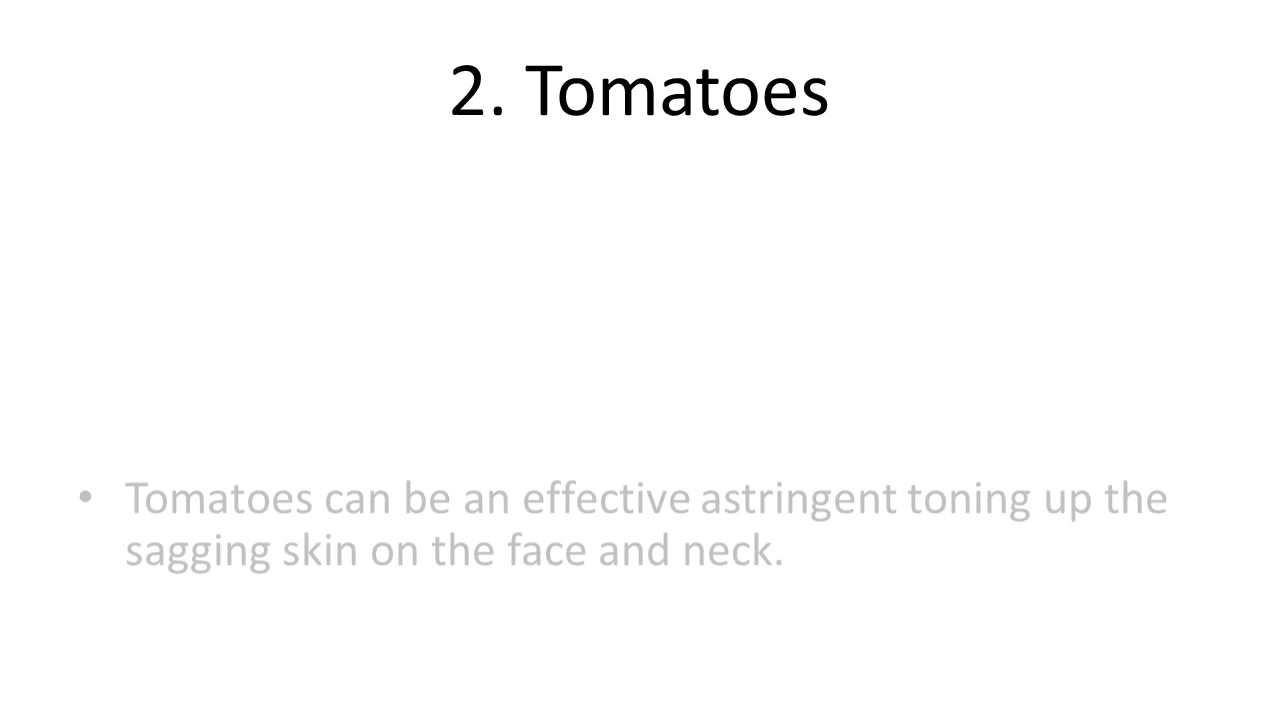 2. Tomatoes
• Tomatoes can be an effective astringent toning up the
sagging skin on the face and neck.